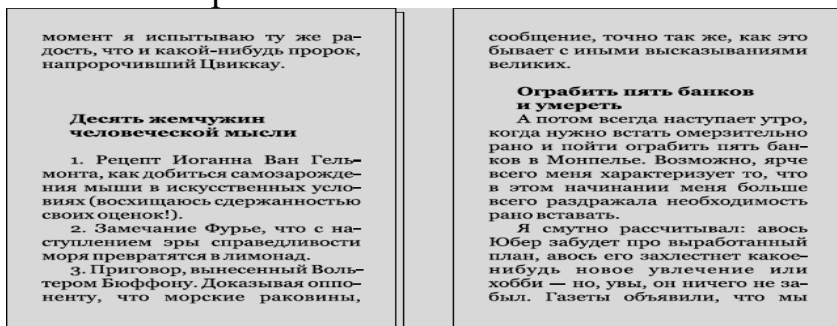 момент я испытываю ту же ра-
дость, что и какой-нибудь пророк,
напророчивший Цвиккау.
Десять жемчужин
человеческой мысли
1. Рецепт Иоганна Ван Гель-
монта, как добиться самозарожде-
ния мыши в искусственных усло-
виях (восхищаюсь сдержанностью
своих оценок!).
2. Замечание Фурье, что с на-
ступлением эры справедливости
моря превратятся в лимонад.
3. Приговор, вынесенный Воль-
тером Бюффону. Доказывая оппо-
ненту, что морские раковины,
сообщение, точно так же, как это
бывает с иными высказываниями
великих.
Ограбить пять банков
и умереть
А потом всегда наступает утро,
когда нужно встать омерзительно
рано и пойти ограбить пять бан-
ков в Монпелье. Возможно, ярче
всего меня характеризует то, что
в этом начинании меня больше
всего раздражала необходимость
рано вставать.
Я смутно рассчитывал: авось
Юбер забудет про выработанный
план, авось его захлестнет какое-
нибудь новое увлечение или
хобби — но, увы, он ничего не за-
был. Газеты объявили, что мы